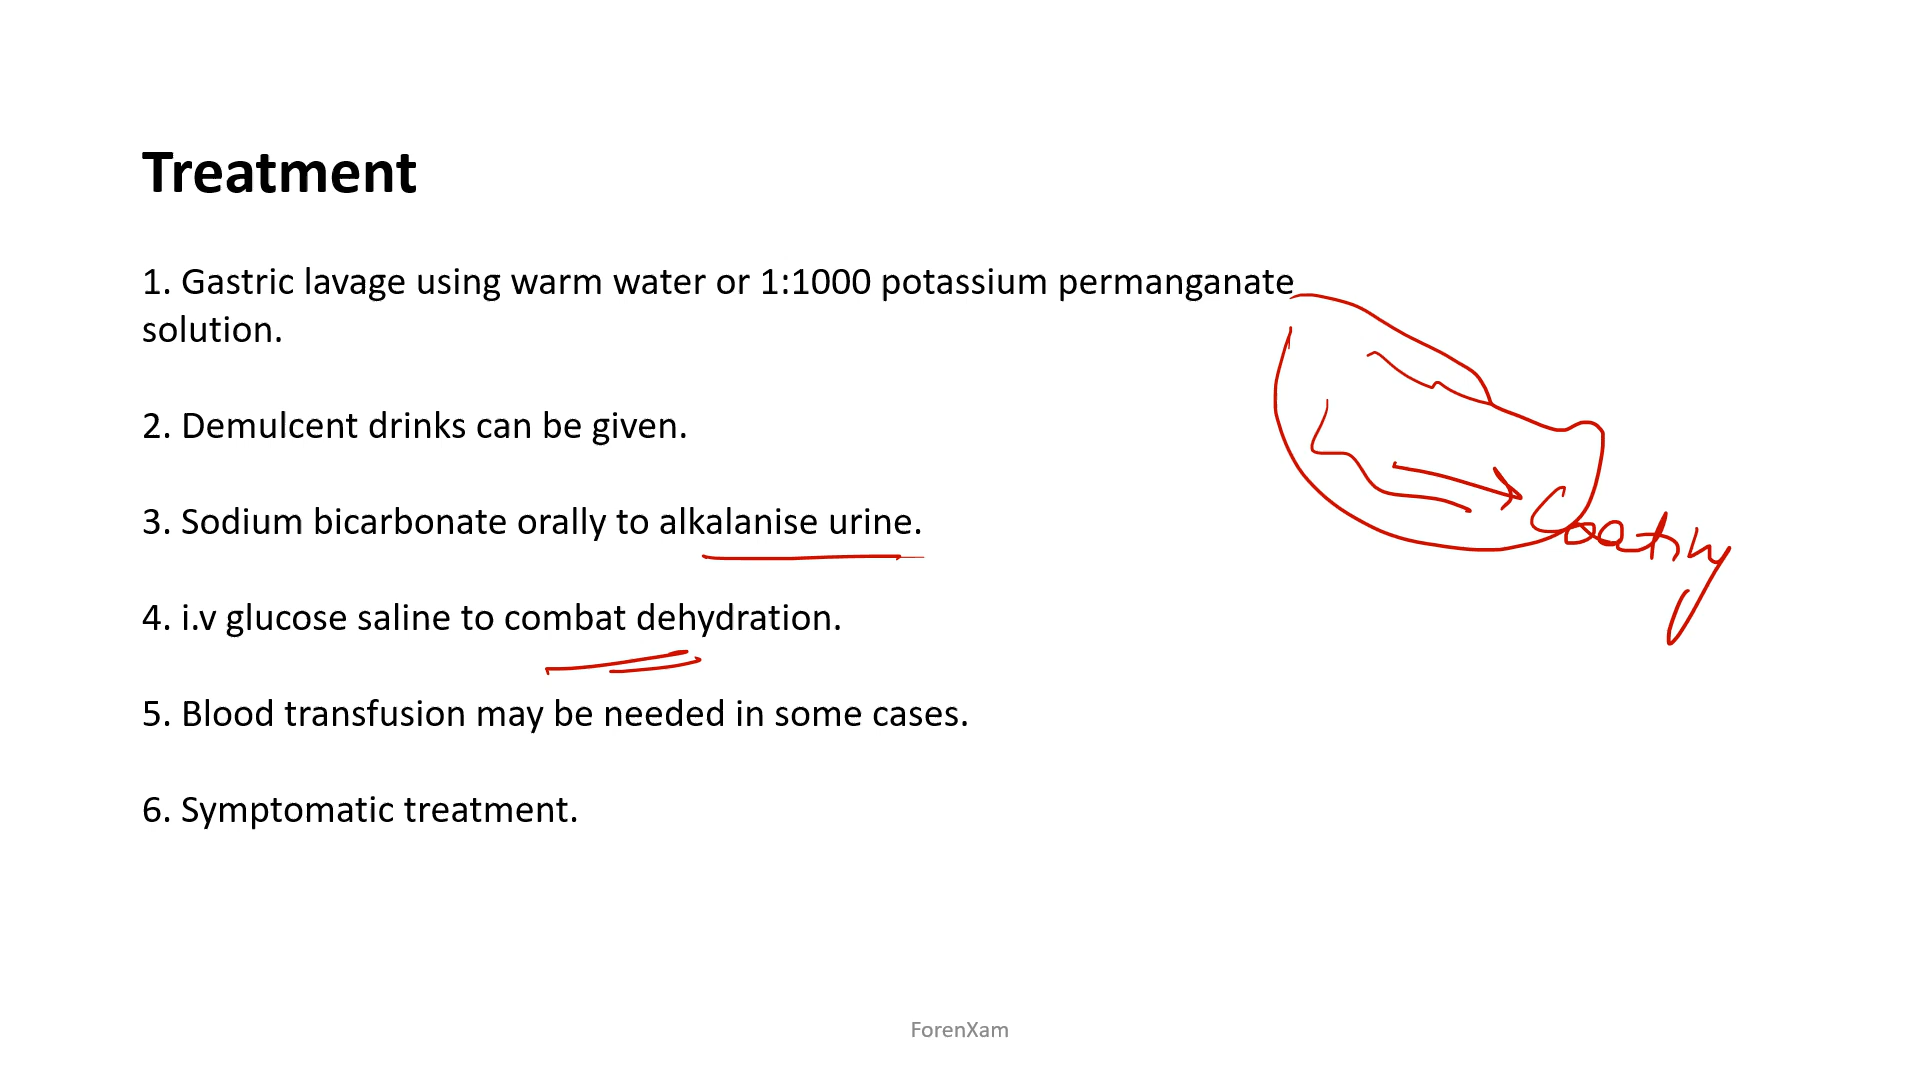 Treatment
1. Gastric lavage using warm water or 1:1000 potassium permanganate
solution.
2. Demulcent drinks can be given.
3. Sodium bicarbonate orally to alkalanise urine.
Coating
4. i.v glucose saline to combat dehydration.
5. Blood transfusion may be needed in some cases.
6. Symptomatic treatment.
ForenXam